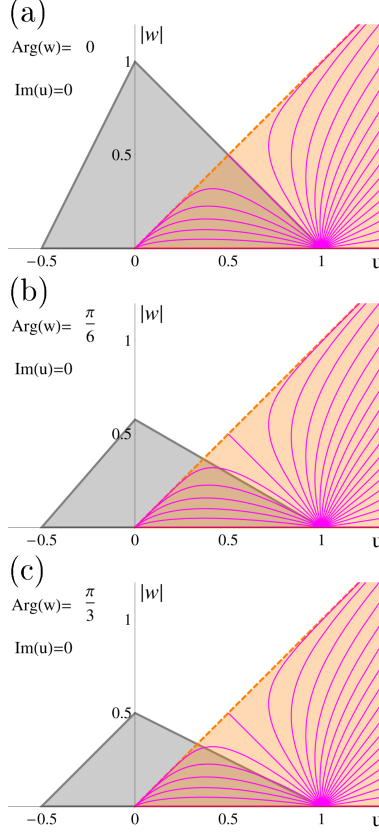 (a)
|w|
Arg(w)= 0
1
Im(u)=0
0.5
−0.5 0 0.5 1 u
(b)
|w|
Arg(w)= π/6
1
Im(u)=0
0.5
−0.5 0 0.5 1 u
(c)
|w|
Arg(w)= π/3
1
Im(u)=0
0.5
−0.5 0 0.5 1 u